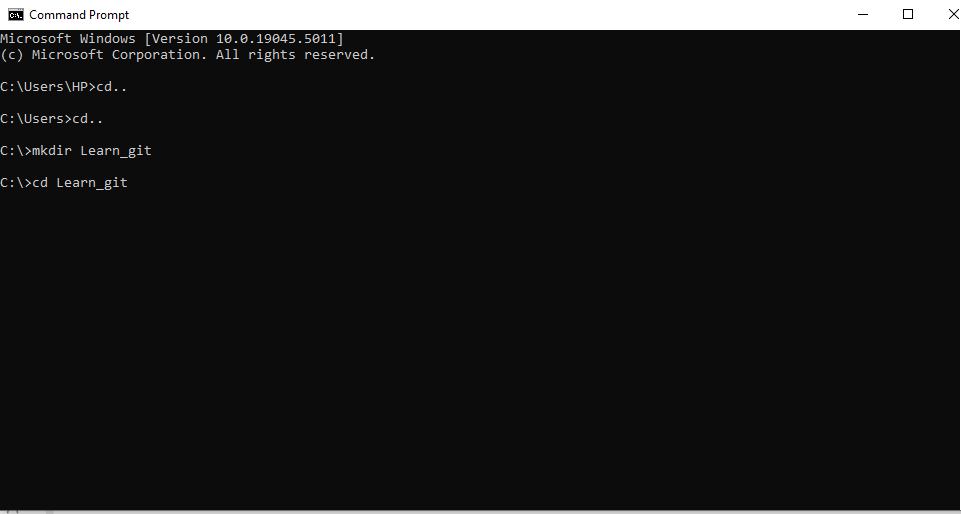 Command Prompt
Microsoft Windows [Version 10.0.19045.5011]
(c) Microsoft Corporation. All rights reserved.
C:\Users\HP>cd..
C:\Users>cd..
C:\>mkdir Learn_git
C:\>cd Learn_git